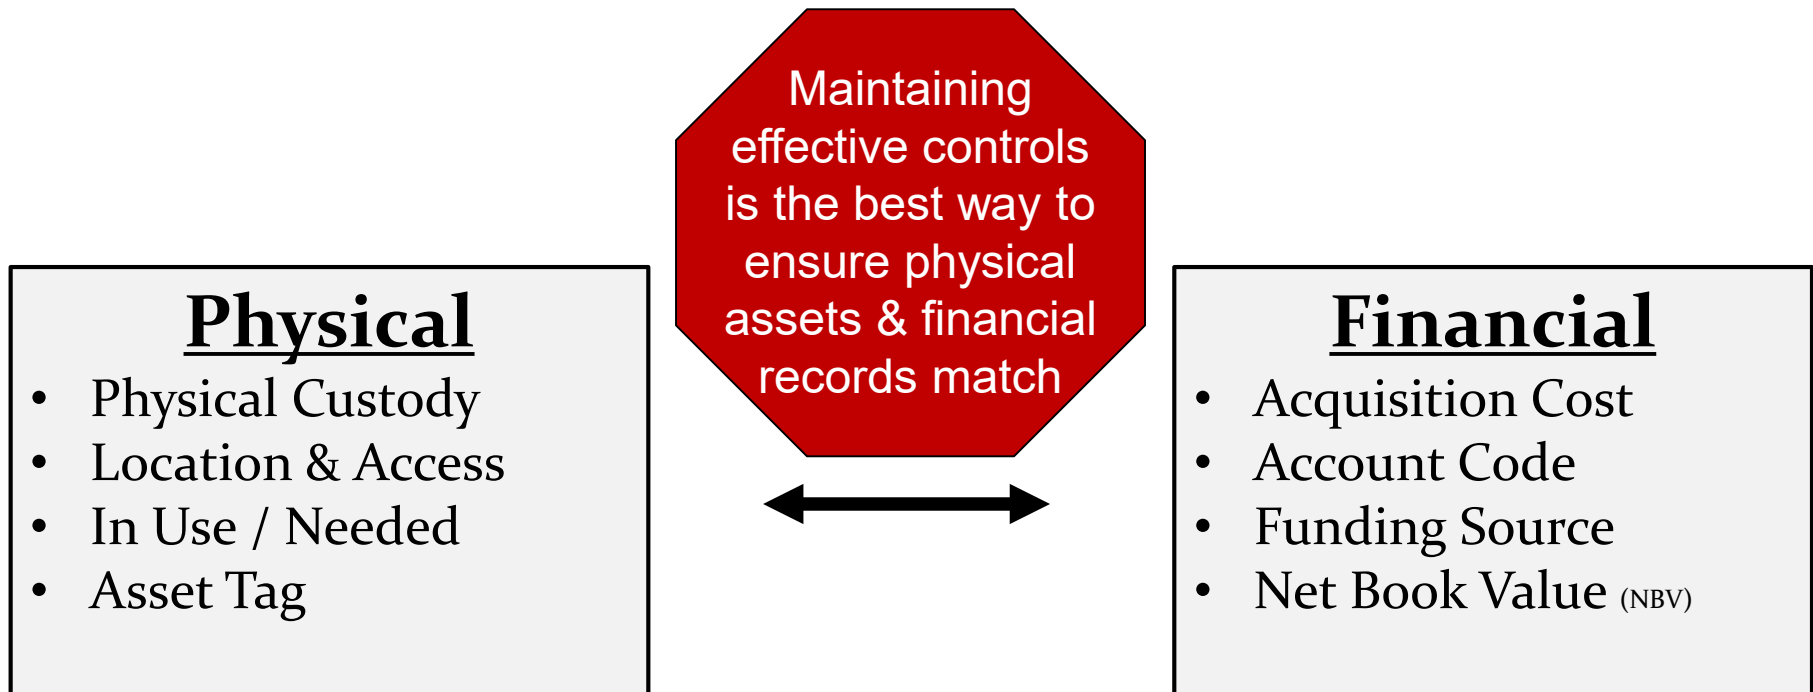 Maintaining
effective controls
is the best way to
ensure physical
assets & financial
records match
Physical
• Physical Custody
• Location & Access
• In Use / Needed
• Asset Tag
Financial
• Acquisition Cost
• Account Code
• Funding Source
• Net Book Value (NBV)